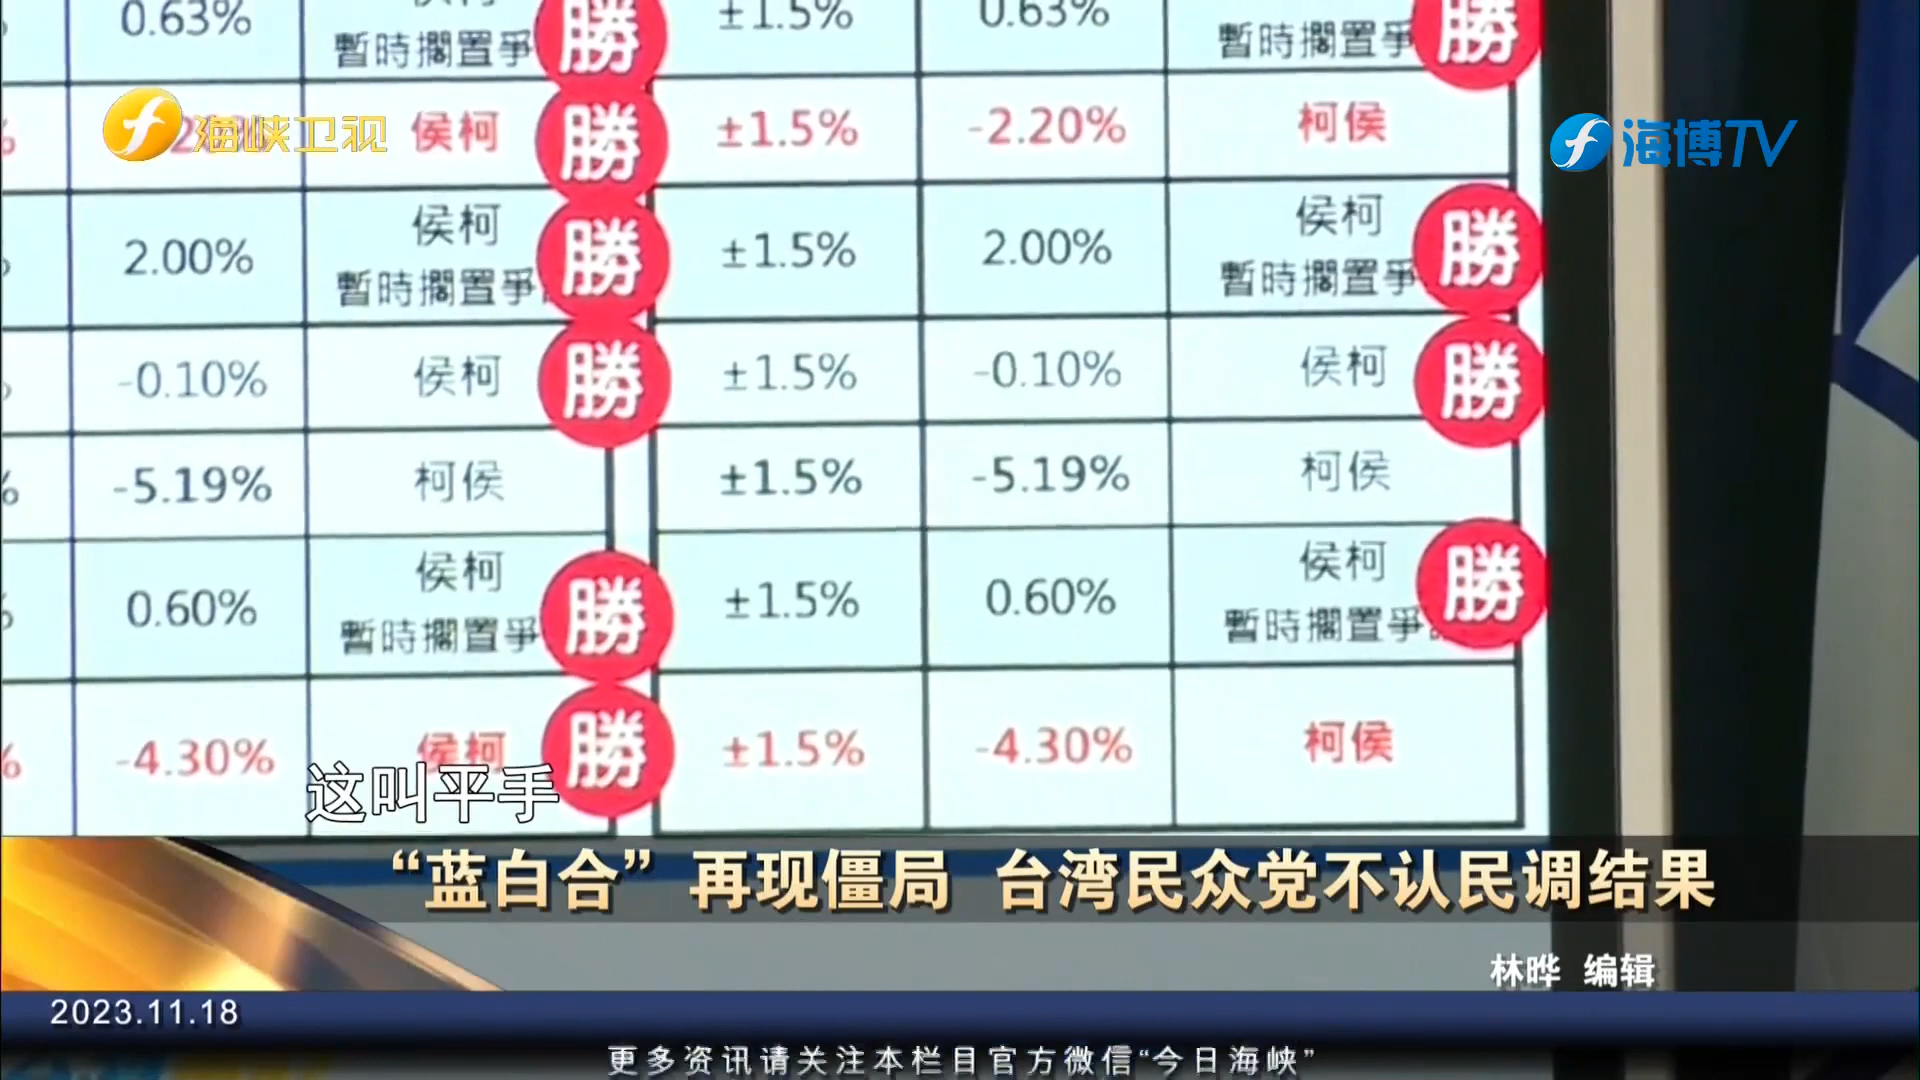 0.63% 暫時擱置爭 勝 ±1.5% 0.63% 暫時擱置爭 勝
海峡卫视 侯柯 勝 ±1.5% -2.20% 柯侯
海博TV
2.00% 侯柯 暫時擱置爭 勝 ±1.5% 2.00% 侯柯 暫時擱置爭 勝
-0.10% 侯柯 勝 ±1.5% -0.10% 侯柯 勝
-5.19% 柯侯 ±1.5% -5.19% 柯侯
0.60% 侯柯 暫時擱置爭 勝 ±1.5% 0.60% 侯柯 暫時擱置爭 勝
-4.30% 侯柯 勝 ±1.5% -4.30% 柯侯
这叫平手
“蓝白合”再现僵局 台湾民众党不认民调结果
林晔 编辑
2023.11.18
更多资讯请关注本栏目官方微信“今日海峡”